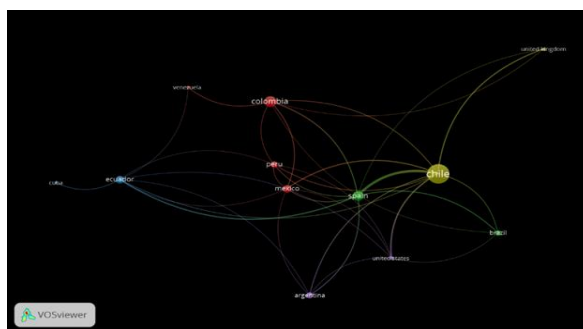 united kingdom
venezuela
colombia
peru
chile
cuba
ecuador
mexico
spain
brazil
united states
argentina
VOSviewer